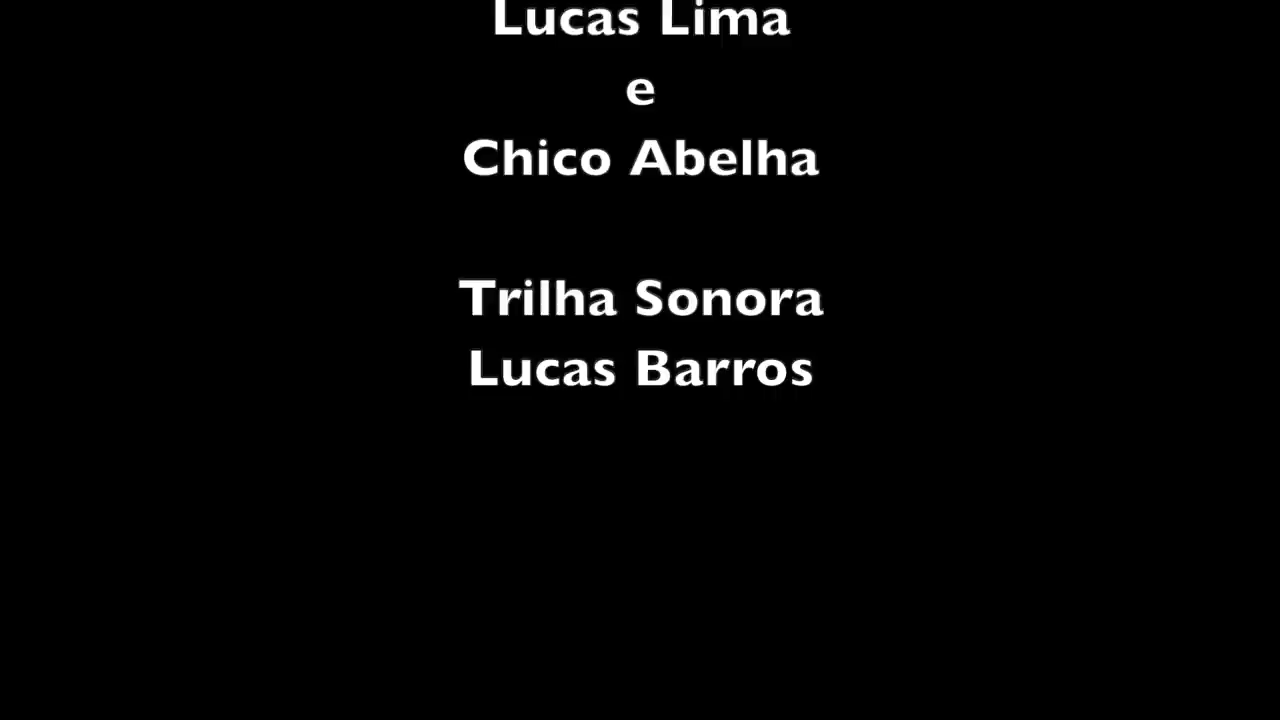 Lucas Lima
e
Chico Abelha
Trilha Sonora
Lucas Barros